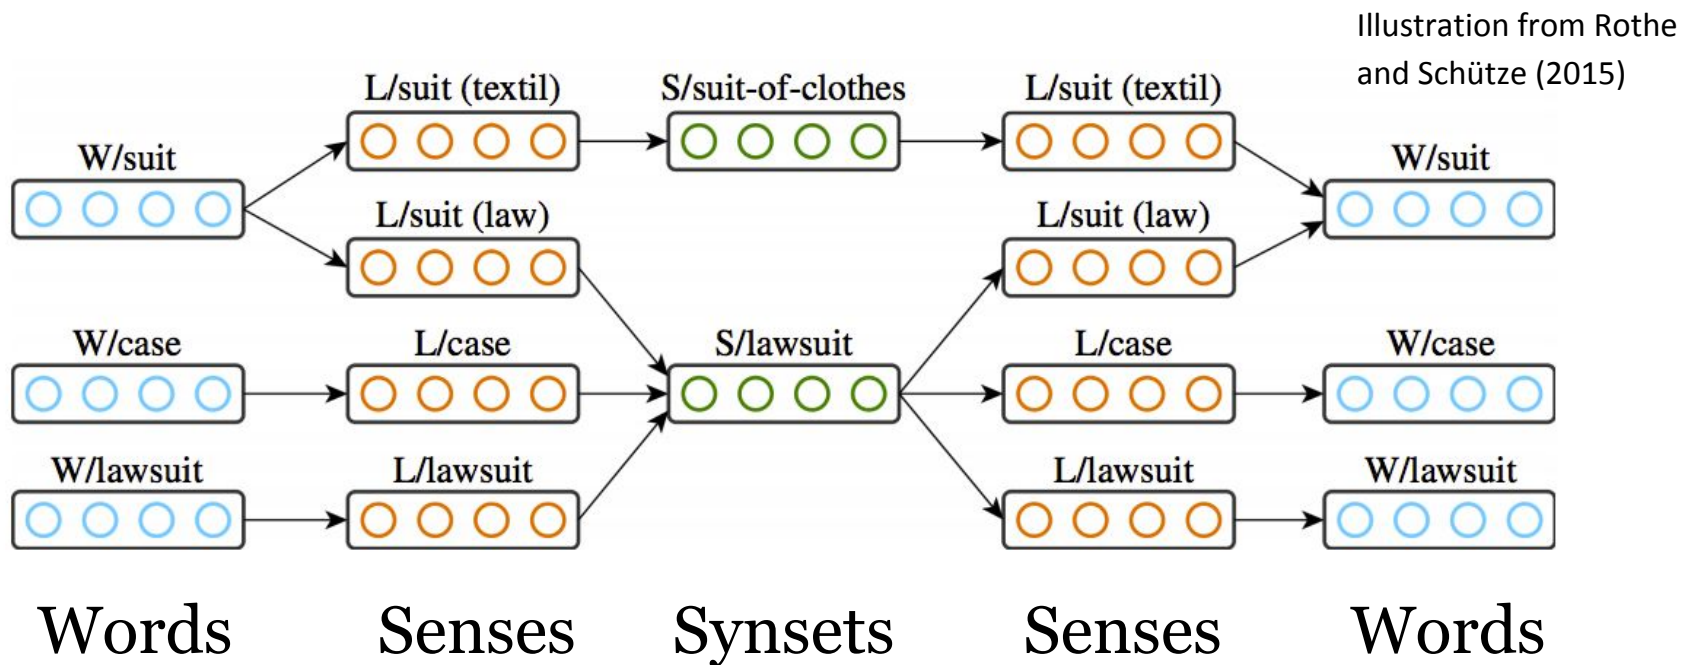 Illustration from Rothe
and Schütze (2015)
L/suit (textil)
S/suit-of-clothes
L/suit (textil)
W/suit
W/suit
L/suit (law)
L/suit (law)
W/case
L/case
S/lawsuit
L/case
W/case
W/lawsuit
L/lawsuit
L/lawsuit
W/lawsuit
Words
Senses
Synsets
Senses
Words